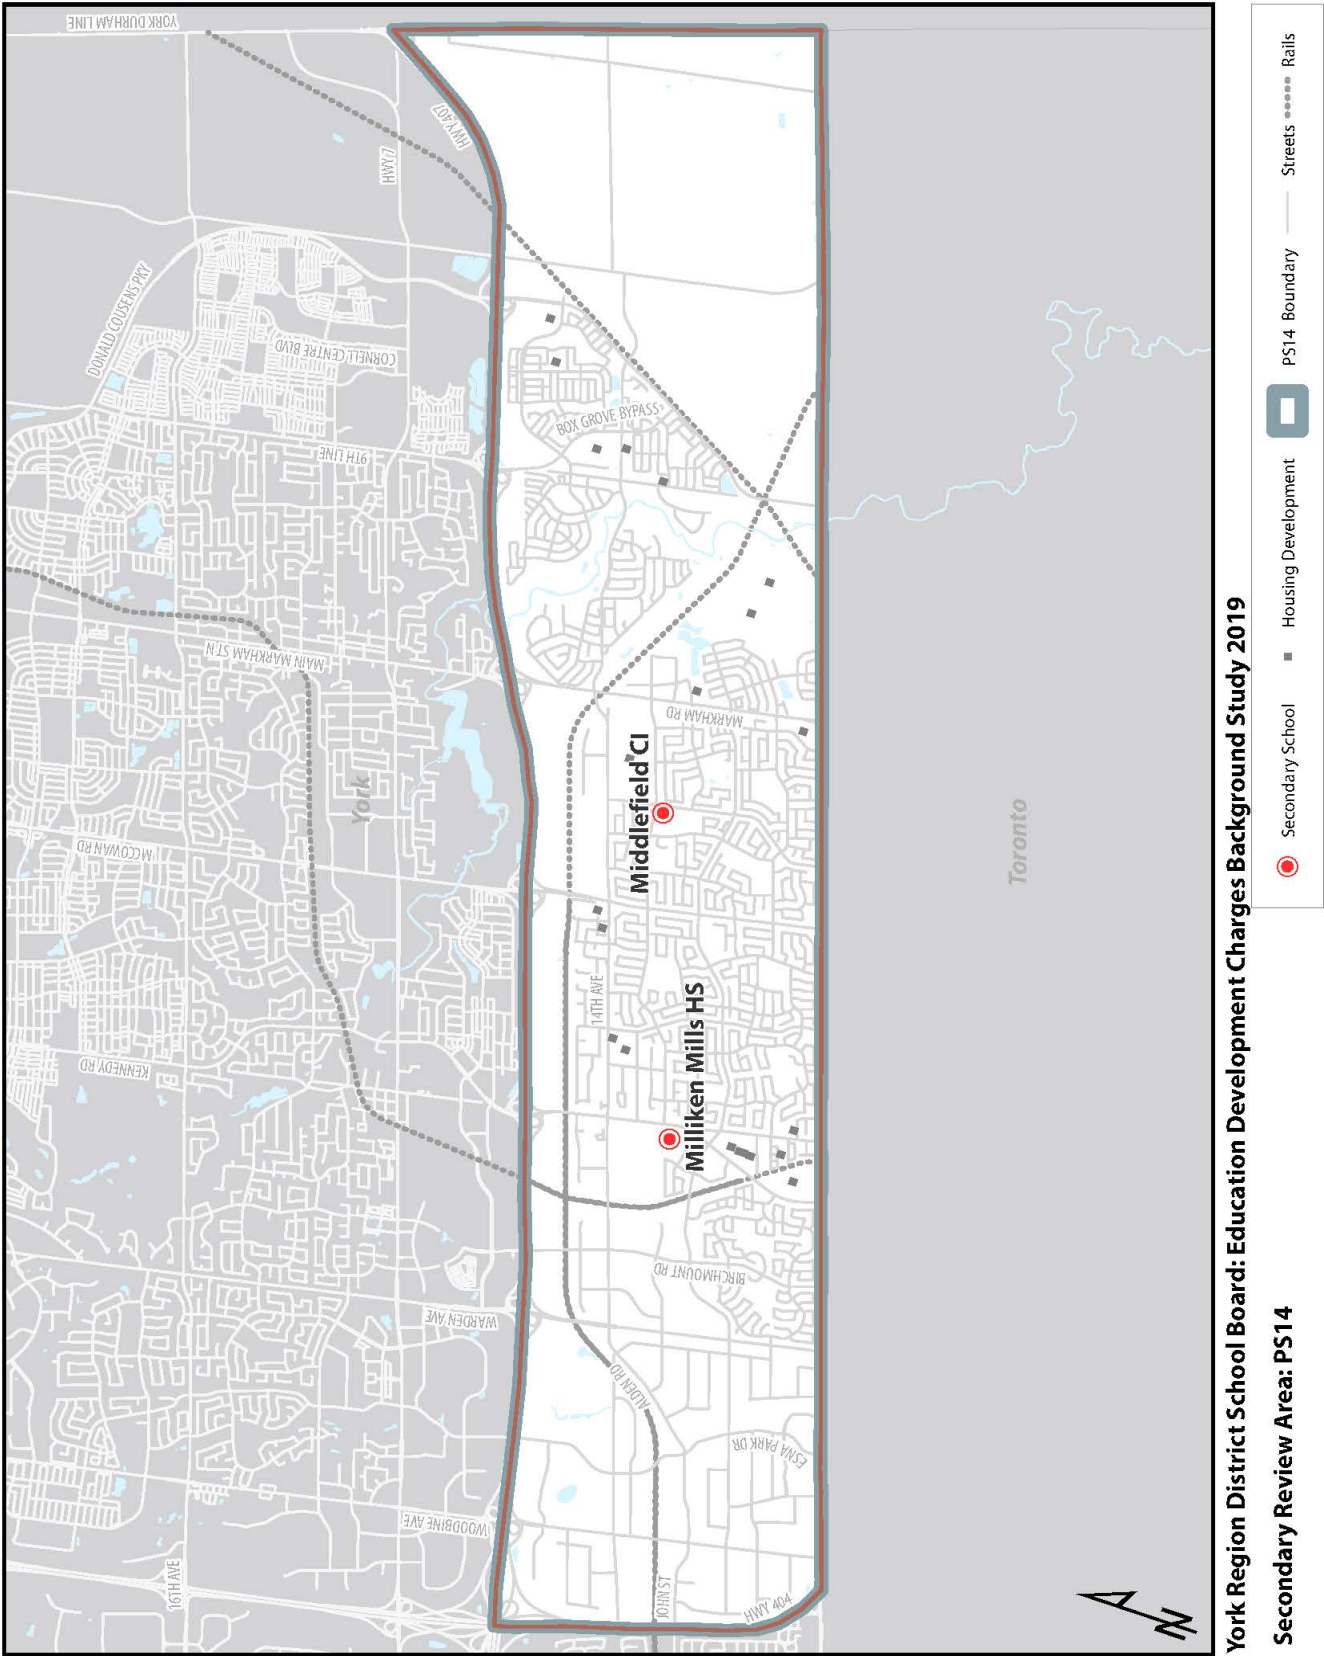 York Region District School Board: Education Development Charges Background Study 2019
Secondary Review Area: PS14
Secondary School
Housing Development
PS14 Boundary
Streets
Rails
YORK DURHAM LINE
HWY 407
HWY 7
DONALD COUSENS PKY
CORNELL CENTRE BLVD
9TH LINE
BOX GROVE BYPASS
MAIN MARKHAM ST N
MARKHAM RD
York
Middlefield CI
MCCOWAN RD
14TH AVE
Milliken Mills HS
KENNEDY RD
BIRCHMOUNT RD
WARDEN AVE
ALDEN RD
ESNA PARK DR
WOODBINE AVE
16TH AVE
JOHN ST
HWY 404
Toronto
N